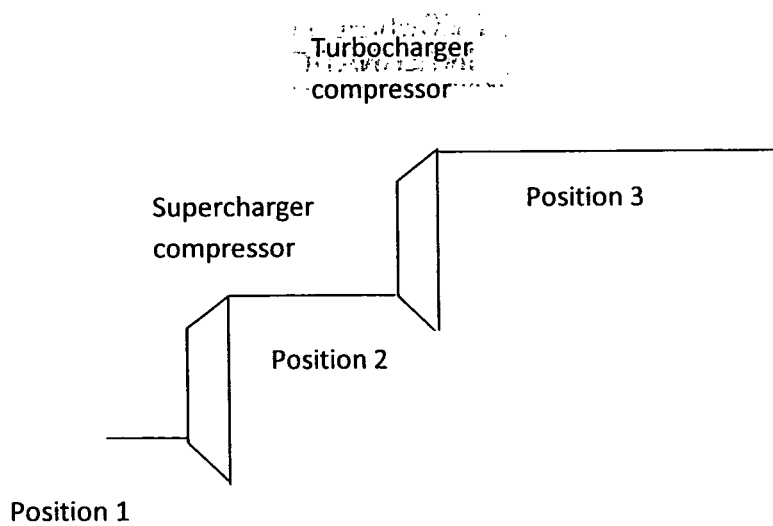 Turbocharger
compressor
Supercharger
compressor
Position 3
Position 2
Position 1